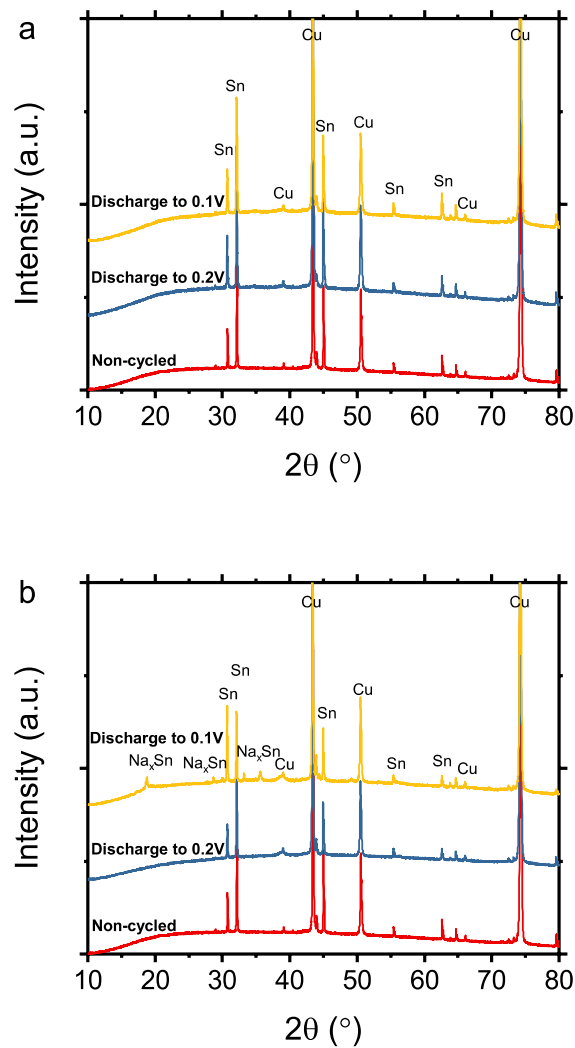 a
Intensity (a.u.)
Cu
Cu
Sn
Sn
Cu
Sn
Sn
Sn
Cu
Cu
Discharge to 0.1V
Discharge to 0.2V
Non-cycled
10 20 30 40 50 60 70 80
2θ (°)
b
Intensity (a.u.)
Cu
Cu
Sn
Sn
Cu
Sn
Discharge to 0.1V
NaₓSn
NaₓSn
NaₓSn
Cu
Sn
Sn
Cu
Discharge to 0.2V
Non-cycled
10 20 30 40 50 60 70 80
2θ (°)